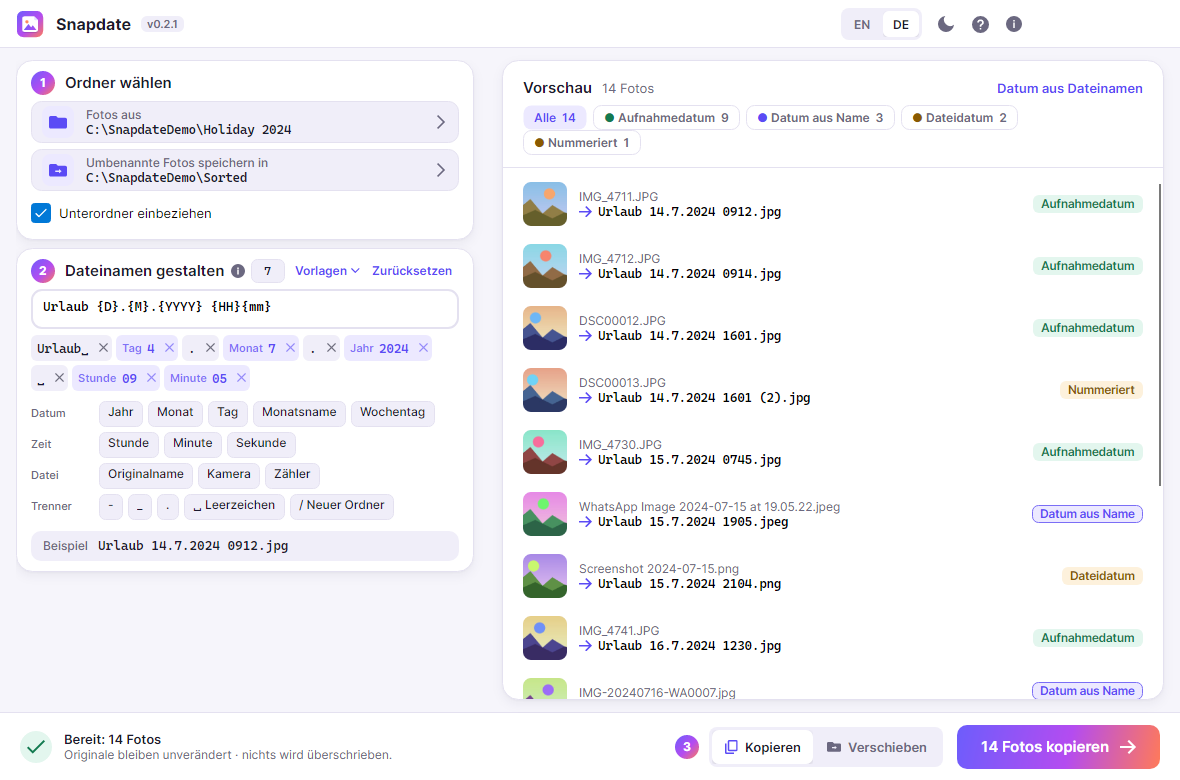 Snapdate v0.2.1 EN DE
1 Ordner wählen
Fotos aus
C:\SnapdateDemo\Holiday 2024
Umbenannte Fotos speichern in
C:\SnapdateDemo\Sorted
Unterordner einbeziehen
2 Dateinamen gestalten 7 Vorlagen Zurücksetzen
Urlaub {D}.{M}.{YYYY} {HH}{mm}
Urlaub␣ Tag 4 . Monat 7 . Jahr 2024
␣ Stunde 09 Minute 05
Datum Jahr Monat Tag Monatsname Wochentag
Zeit Stunde Minute Sekunde
Datei Originalname Kamera Zähler
Trenner - _ . ␣ Leerzeichen / Neuer Ordner
Beispiel Urlaub 14.7.2024 0912.jpg
Vorschau 14 Fotos Datum aus Dateinamen
Alle 14 Aufnahmedatum 9 Datum aus Name 3 Dateidatum 2
Nummeriert 1
IMG_4711.JPG
→ Urlaub 14.7.2024 0912.jpg Aufnahmedatum
IMG_4712.JPG
→ Urlaub 14.7.2024 0914.jpg Aufnahmedatum
DSC00012.JPG
→ Urlaub 14.7.2024 1601.jpg Aufnahmedatum
DSC00013.JPG
→ Urlaub 14.7.2024 1601 (2).jpg Nummeriert
IMG_4730.JPG
→ Urlaub 15.7.2024 0745.jpg Aufnahmedatum
WhatsApp Image 2024-07-15 at 19.05.22.jpeg
→ Urlaub 15.7.2024 1905.jpeg Datum aus Name
Screenshot 2024-07-15.png
→ Urlaub 15.7.2024 2104.png Dateidatum
IMG_4741.JPG
→ Urlaub 16.7.2024 1230.jpg Aufnahmedatum
IMG-20240716-WA0007.jpg Datum aus Name
Bereit: 14 Fotos
Originale bleiben unverändert · nichts wird überschrieben.
3 Kopieren Verschieben 14 Fotos kopieren →